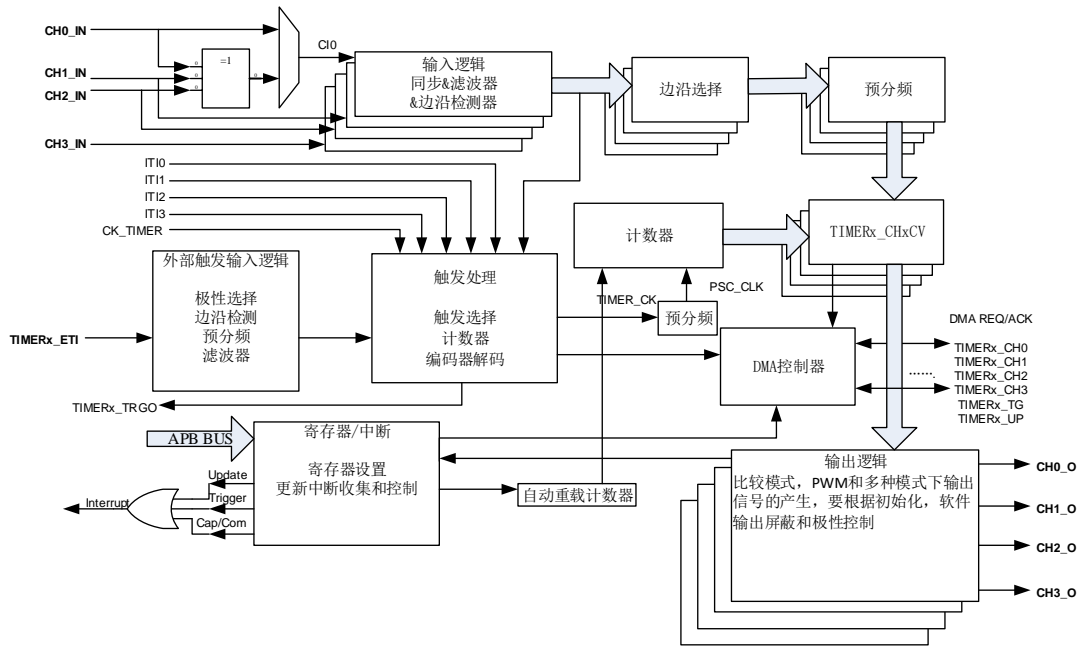 CH0_IN
CH1_IN
CH2_IN
CH3_IN
=1
CI0
输入逻辑
同步&滤波器
&边沿检测器
边沿选择
预分频
ITI0
ITI1
ITI2
ITI3
CK_TIMER
计数器
TIMERx_CHxCV
外部触发输入逻辑
极性选择
边沿检测
预分频
滤波器
TIMERx_ETI
触发处理
触发选择
计数器
编码器解码
TIMER_CK
PSC_CLK
预分频
DMA控制器
DMA REQ/ACK
TIMERx_CH0
TIMERx_CH1
TIMERx_CH2
TIMERx_CH3
TIMERx_TG
TIMERx_UP
......
TIMERx_TRGO
APB BUS
寄存器/中断
寄存器设置
更新中断收集和控制
Update
Trigger
Cap/Com
Interrupt
自动重载计数器
输出逻辑
比较模式，PWM和多种模式下输出
信号的产生，要根据初始化，软件
输出屏蔽和极性控制
CH0_O
CH1_O
CH2_O
CH3_O